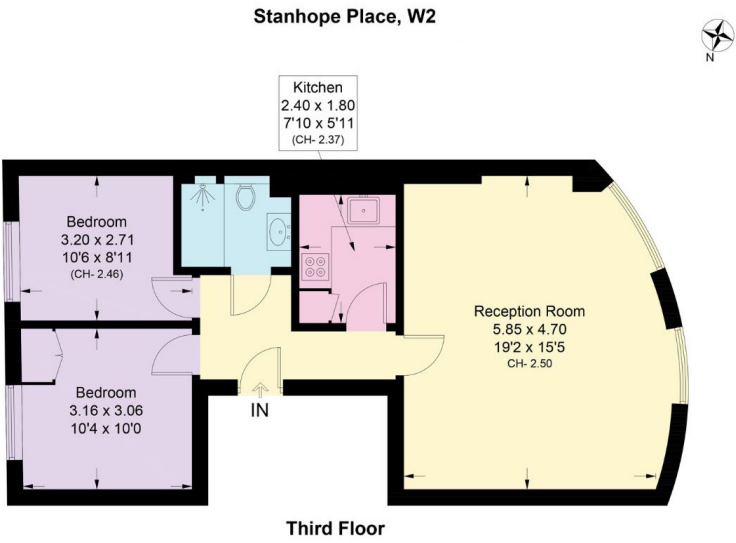 Stanhope Place, W2
N
Kitchen
2.40 x 1.80
7'10 x 5'11
(CH- 2.37)
Bedroom
3.20 x 2.71
10'6 x 8'11
(CH- 2.46)
Reception Room
5.85 x 4.70
19'2 x 15'5
CH- 2.50
Bedroom
3.16 x 3.06
10'4 x 10'0
IN
Third Floor